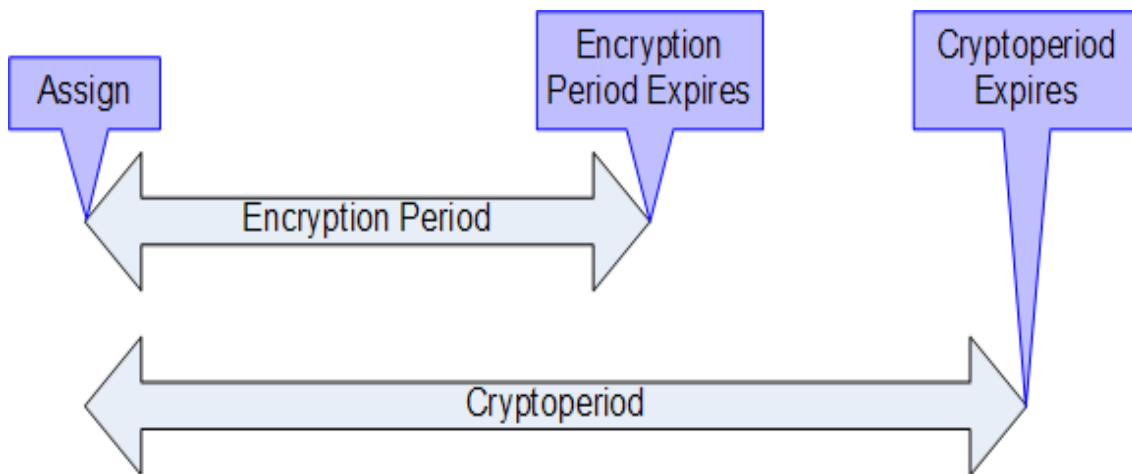 Assign
Encryption
Period Expires
Cryptoperiod
Expires
Encryption Period
Cryptoperiod